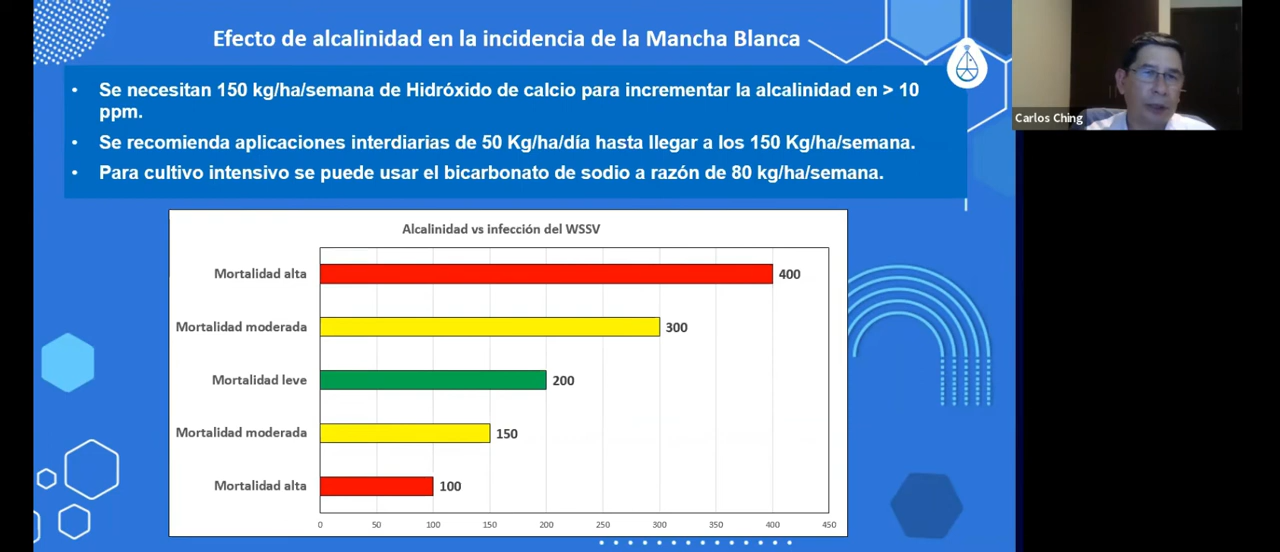 Efecto de alcalinidad en la incidencia de la Mancha Blanca
• Se necesitan 150 kg/ha/semana de Hidróxido de calcio para incrementar la alcalinidad en > 10
ppm.
• Se recomienda aplicaciones interdiarias de 50 Kg/ha/día hasta llegar a los 150 Kg/ha/semana.
• Para cultivo intensivo se puede usar el bicarbonato de sodio a razón de 80 kg/ha/semana.
Carlos Ching
Alcalinidad vs infección del WSSV
Mortalidad alta 400
Mortalidad moderada 300
Mortalidad leve 200
Mortalidad moderada 150
Mortalidad alta 100
0 50 100 150 200 250 300 350 400 450